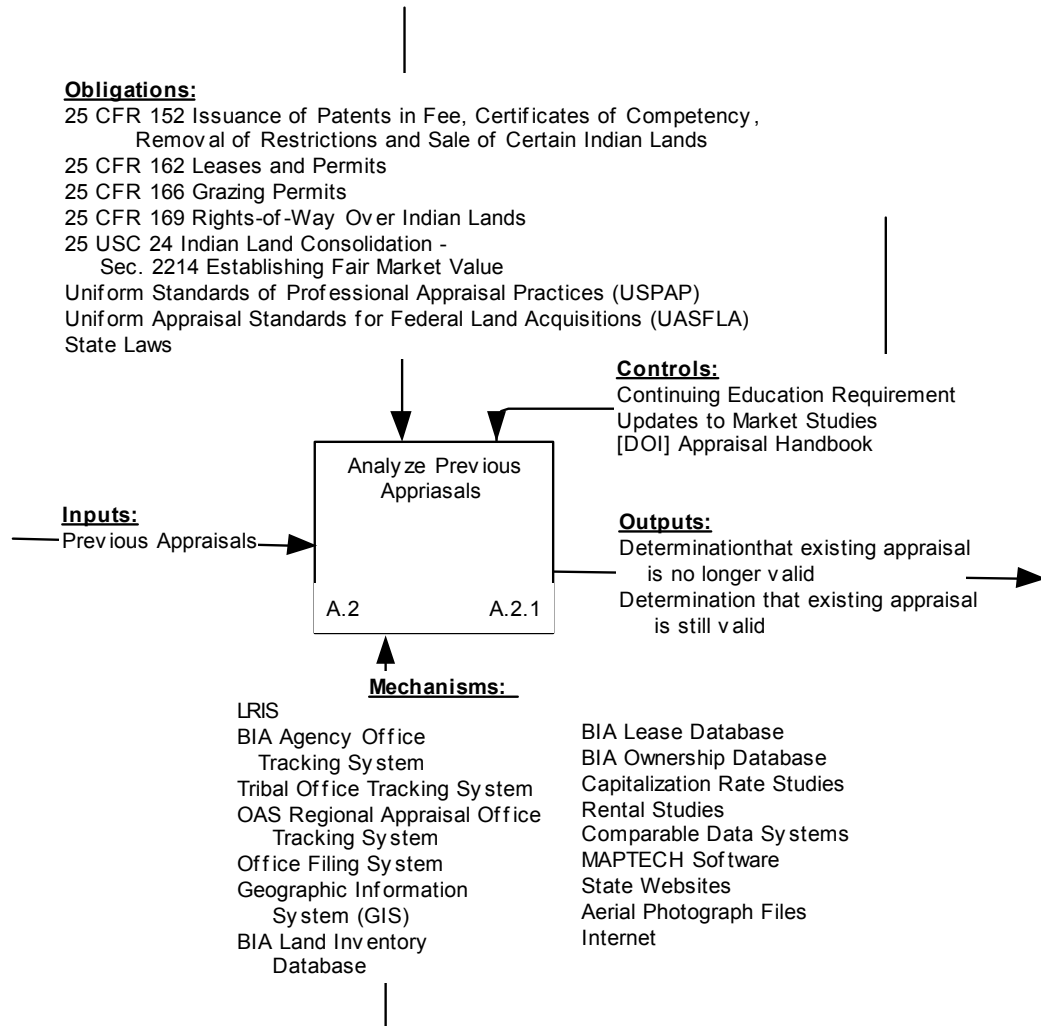 Obligations:
25 CFR 152 Issuance of Patents in Fee, Certificates of Competency,
Removal of Restrictions and Sale of Certain Indian Lands
25 CFR 162 Leases and Permits
25 CFR 166 Grazing Permits
25 CFR 169 Rights-of-Way Over Indian Lands
25 USC 24 Indian Land Consolidation -
Sec. 2214 Establishing Fair Market Value
Uniform Standards of Professional Appraisal Practices (USPAP)
Uniform Appraisal Standards for Federal Land Acquisitions (UASFLA)
State Laws
Controls:
Continuing Education Requirement
Updates to Market Studies
[DOI] Appraisal Handbook
Analyze Previous
Appriasals
A.2 A.2.1
Inputs:
Previous Appraisals
Outputs:
Determinationthat existing appraisal
is no longer valid
Determination that existing appraisal
is still valid
Mechanisms:
LRIS
BIA Agency Office
Tracking System
Tribal Office Tracking System
OAS Regional Appraisal Office
Tracking System
Office Filing System
Geographic Information
System (GIS)
BIA Land Inventory
Database
BIA Lease Database
BIA Ownership Database
Capitalization Rate Studies
Rental Studies
Comparable Data Systems
MAPTECH Software
State Websites
Aerial Photograph Files
Internet